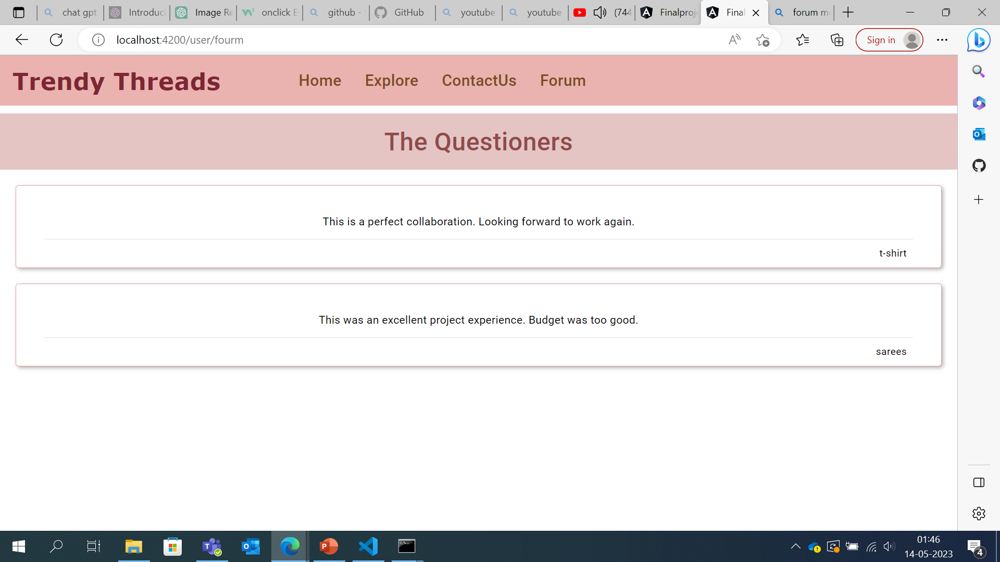 chat gpt
Introduci
Image Re
onclick E
github -
GitHub
youtube
youtube
(744
Finalproj
Final
forum me
localhost:4200/user/fourm
Sign in
Trendy Threads
Home Explore ContactUs Forum
The Questioners
This is a perfect collaboration. Looking forward to work again.
t-shirt
This was an excellent project experience. Budget was too good.
sarees
01:46
14-05-2023
4